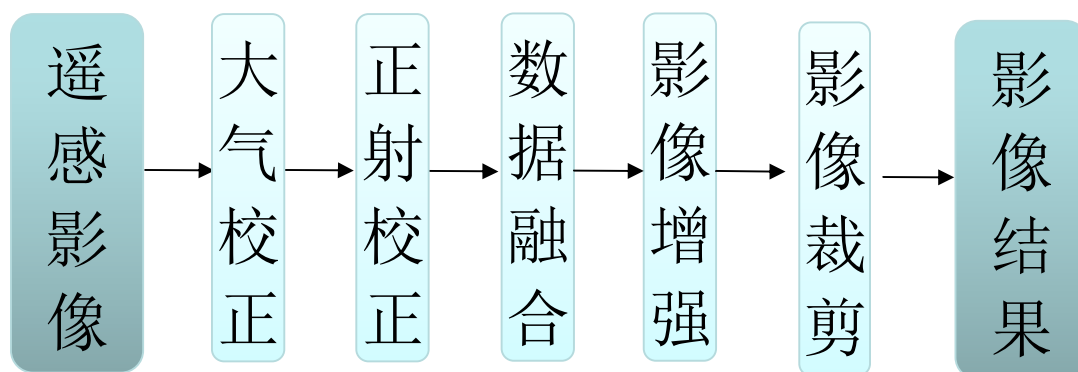 遥感影像
大气校正
正射校正
数据融合
影像增强
影像裁剪
影像结果